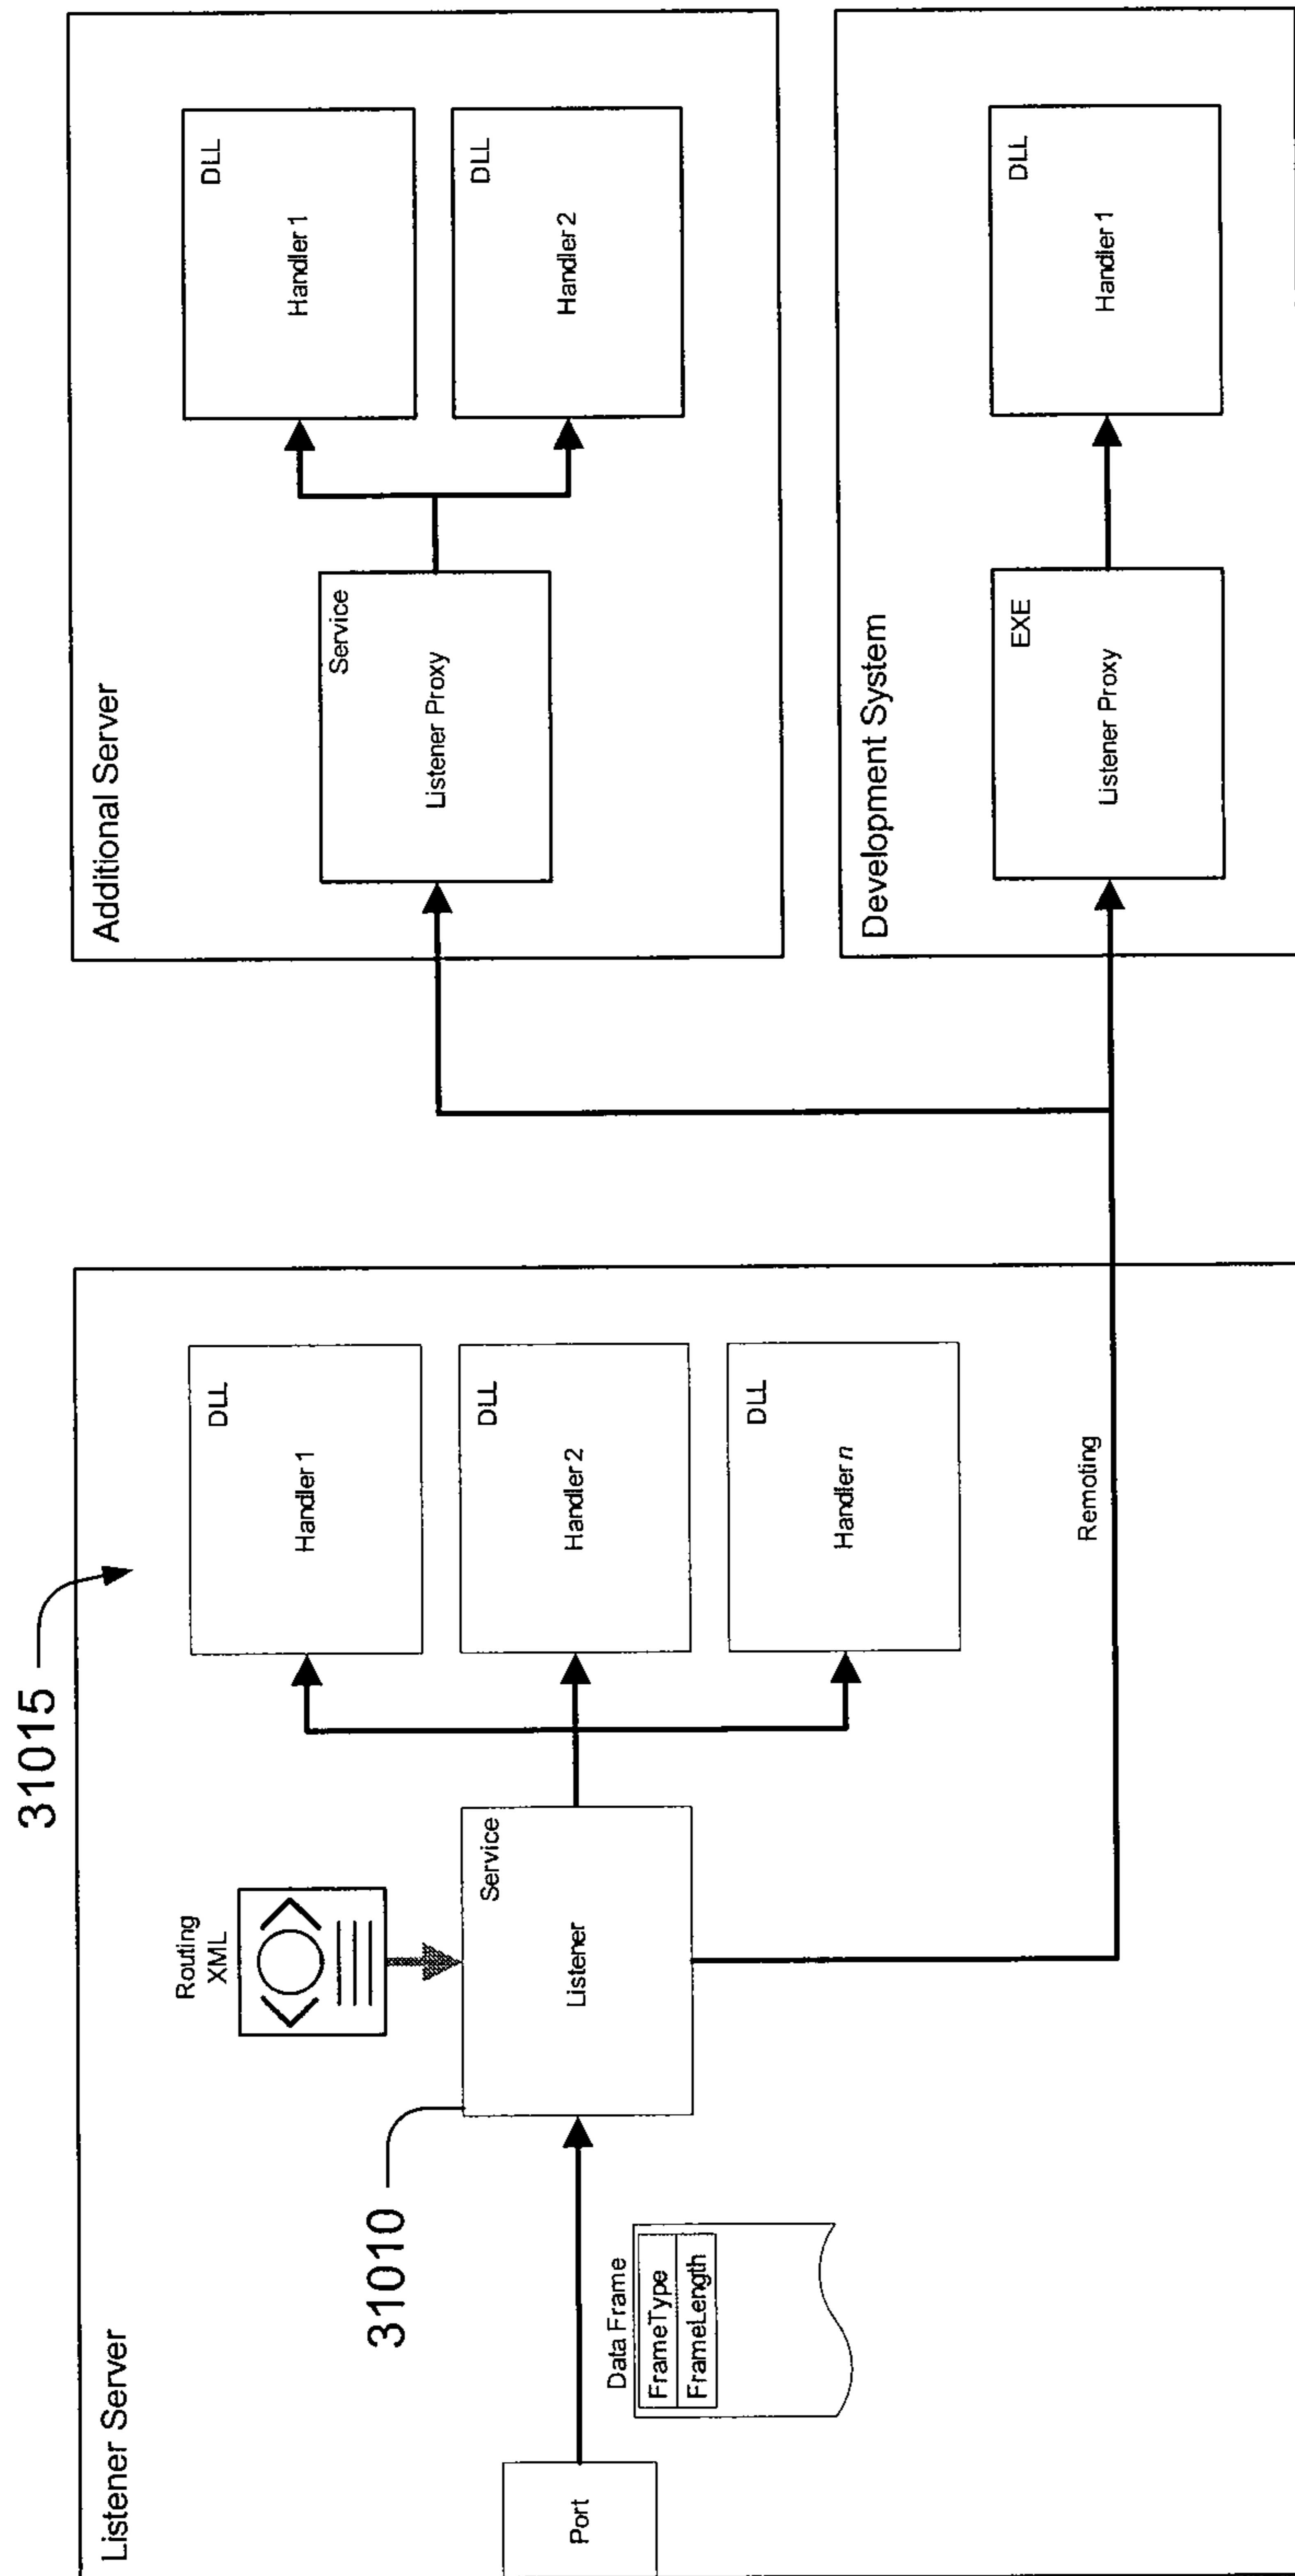 31015
Listener Server
Port
Data Frame
FrameType
FrameLength
31010
Routing
XML
Service
Listener
DLL
Handler 1
DLL
Handler 2
DLL
Handler n
Remoting
Additional Server
Service
Listener Proxy
DLL
Handler 1
DLL
Handler 2
Development System
EXE
Listener Proxy
DLL
Handler 1